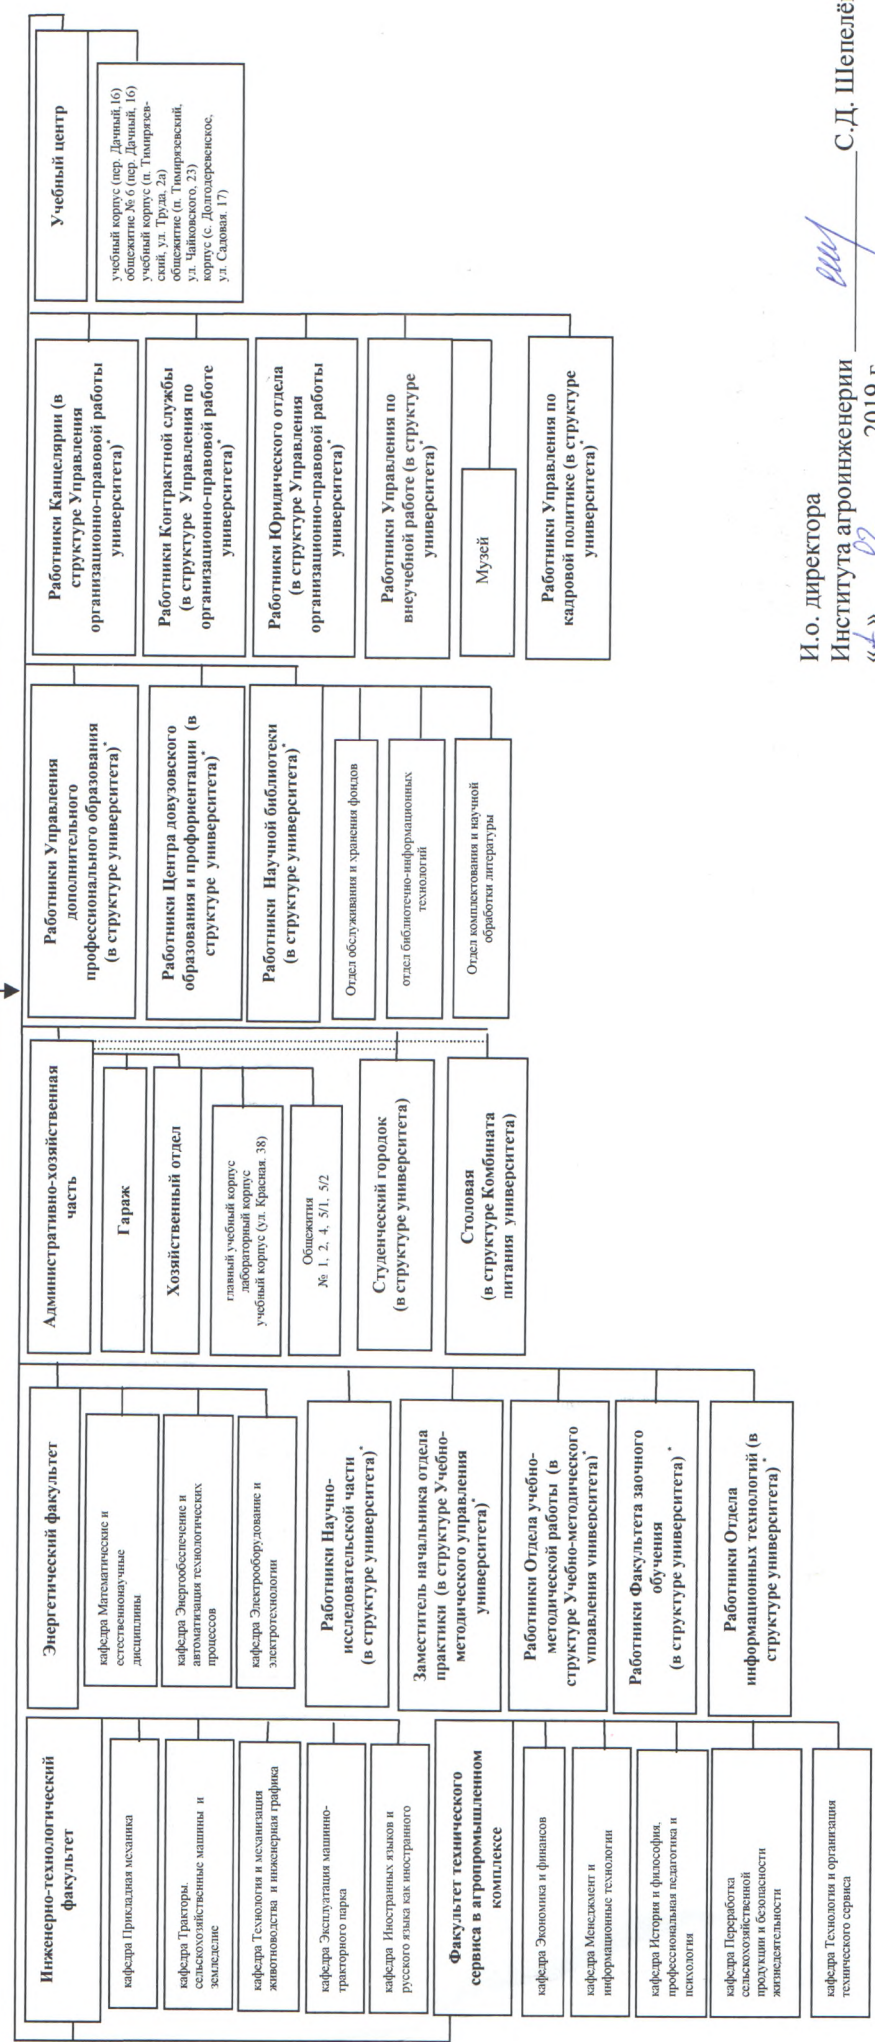 Инженерно-технологический
факультет
кафедра Прикладная механика
кафедра Тракторы,
сельскохозяйственные машины и
земледелие
кафедра Технология и механизация
животноводства и инженерная графика
кафедра Эксплуатация машинно-
тракторного парка
кафедра Иностранных языков и
русского языка как иностранного
Факультет технического
сервиса в агропромышленном
комплексе
кафедра Экономика и финансов
кафедра Менеджмент и
информационные технологии
кафедра История и философия,
профессиональная педагогика и
психология
кафедра Переработка
сельскохозяйственной
продукции и безопасности
жизнедеятельности
кафедра Технология и организация
технического сервиса
Энергетический факультет
кафедра Математические и
естественнонаучные
дисциплины
кафедра Энергообеспечение и
автоматизация технологических
процессов
кафедра Электрооборудование и
электротехнологии
Работники Научно-
исследовательской части
(в структуре университета)*
Заместитель начальника отдела
практики (в структуре Учебно-
методического управления
университета)*
Работники Отдела учебно-
методической работы (в
структуре Учебно-методического
управления университета)*
Работники Факультета заочного
обучения
(в структуре университета) *
Работники Отдела
информационных технологий (в
структуре университета) *
Административно-хозяйственная
часть
Гараж
Хозяйственный отдел
главный учебный корпус
лабораторный корпус
учебный корпус (ул. Красная, 38)
Общежития
№ 1, 2, 4, 5/1, 5/2
Студенческий городок
(в структуре университета)
Столовая
(в структуре Комбината
питания университета)
Работники Управления
дополнительного
профессионального образования
(в структуре университета)*
Работники Центра довузовского
образования и профориентации (в
структуре университета)*
Работники Научной библиотеки
(в структуре университета)*
Отдел обслуживания и хранения фондов
отдел библиотечно-информационных
технологий
Отдел комплектования и научной
обработки литературы
Работники Канцелярии (в
структуре Управления
организационно-правовой работы
университета)*
Работники Контрактной службы
(в структуре Управления по
организационно-правовой работе
университета)*
Работники Юридического отдела
(в структуре Управления
организационно-правовой работы
университета)*
Работники Управления по
внеучебной работе (в структуре
университета)*
Музей
Работники Управления по
кадровой политике (в структуре
университета)*
Учебный центр
учебный корпус (пер. Дачный,16)
общежитие № 6 (пер. Дачный, 16)
учебный корпус (п. Тимирязев-
ский, ул. Труда, 2а)
общежитие (п. Тимирязевский,
ул. Чайковского, 23)
корпус (с. Долгодеревенское,
ул. Садовая, 17)
И.о. директора
Института агроинженерии С.Д. Шепелё
2019 г.